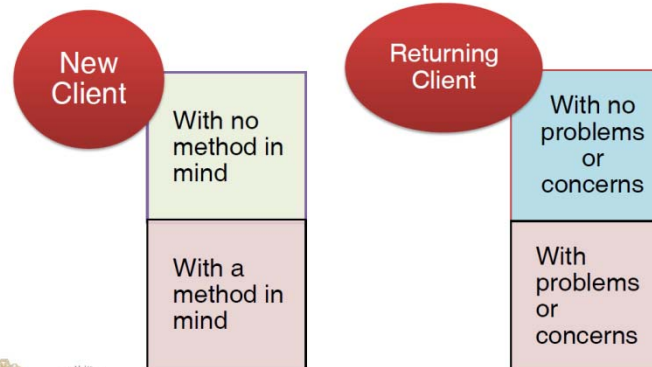 New
Client
With no
method in
mind
With a
method in
mind
Returning
Client
With no
problems
or
concerns
With
problems
or
concerns